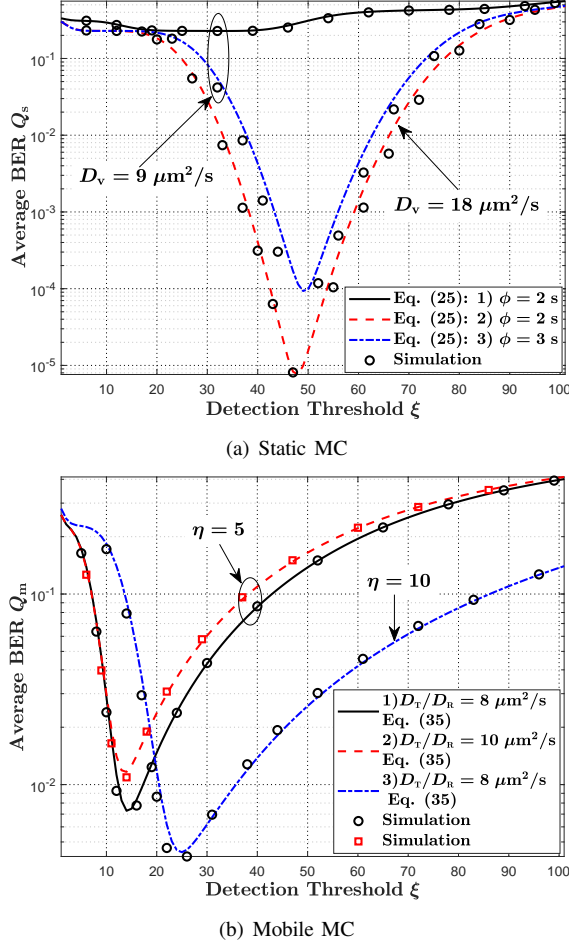 Average BER Q_s
10^-1
10^-2
10^-3
10^-4
10^-5
D_v = 9 μm²/s
D_v = 18 μm²/s
Eq. (25): 1) ϕ = 2 s
Eq. (25): 2) ϕ = 2 s
Eq. (25): 3) ϕ = 3 s
Simulation
10 20 30 40 50 60 70 80 90 100
Detection Threshold ξ
(a) Static MC
Average BER Q_m
10^-1
10^-2
η = 5
η = 10
1)D_T/D_R = 8 μm²/s
Eq. (35)
2)D_T/D_R = 10 μm²/s
Eq. (35)
3)D_T/D_R = 8 μm²/s
Eq. (35)
Simulation
Simulation
10 20 30 40 50 60 70 80 90 100
Detection Threshold ξ
(b) Mobile MC